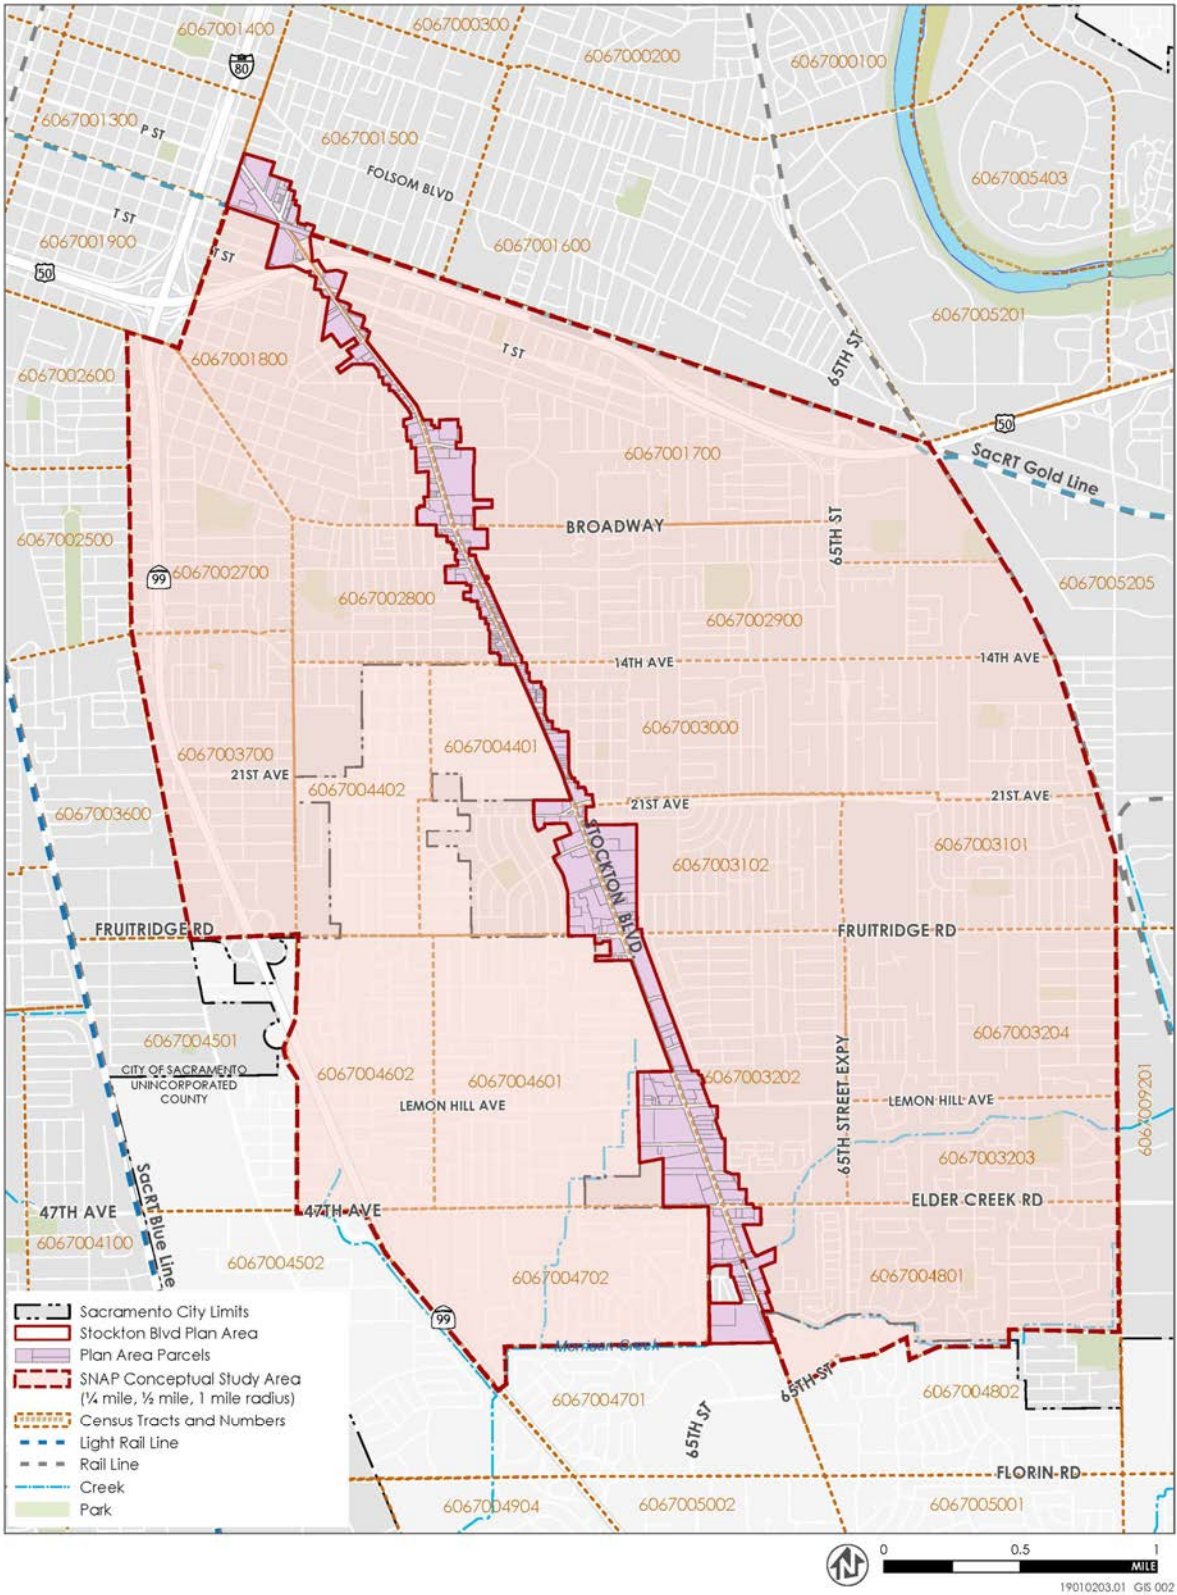 6067001400
6067000300
6067000200
6067000100
80
6067001300
P ST
6067001500
FOLSOM BLVD
6067005403
T ST
6067001900
T ST
6067001600
50
6067005201
6067001800
T ST
65TH ST
6067002600
50
6067001700
SacRT Gold Line
BROADWAY
65TH ST
6067002500
99
6067002700
6067002800
6067005205
6067002900
14TH AVE
14TH AVE
6067003000
6067004401
6067003700
21ST AVE
6067004402
21ST AVE
21ST AVE
6067003600
STOCKTON BLVD
6067003101
6067003102
FRUITRIDGE RD
FRUITRIDGE RD
6067004501
6067003204
CITY OF SACRAMENTO
UNINCORPORATED
COUNTY
6067004602
6067004601
6067003202
65TH STREET EXPY
LEMON HILL AVE
LEMON HILL AVE
6067009201
6067003203
SacRT Blue Line
47TH AVE
47TH AVE
ELDER CREEK RD
6067004100
6067004502
6067004702
6067004801
99
Morrison Creek
65TH ST
6067004701
6067004802
65TH ST
FLORIN RD
6067004904
6067005002
6067005001
Sacramento City Limits
Stockton Blvd Plan Area
Plan Area Parcels
SNAP Conceptual Study Area
(¼ mile, ½ mile, 1 mile radius)
Census Tracts and Numbers
Light Rail Line
Rail Line
Creek
Park
N
0 0.5 1
MILE
19010203.01 GIS 002